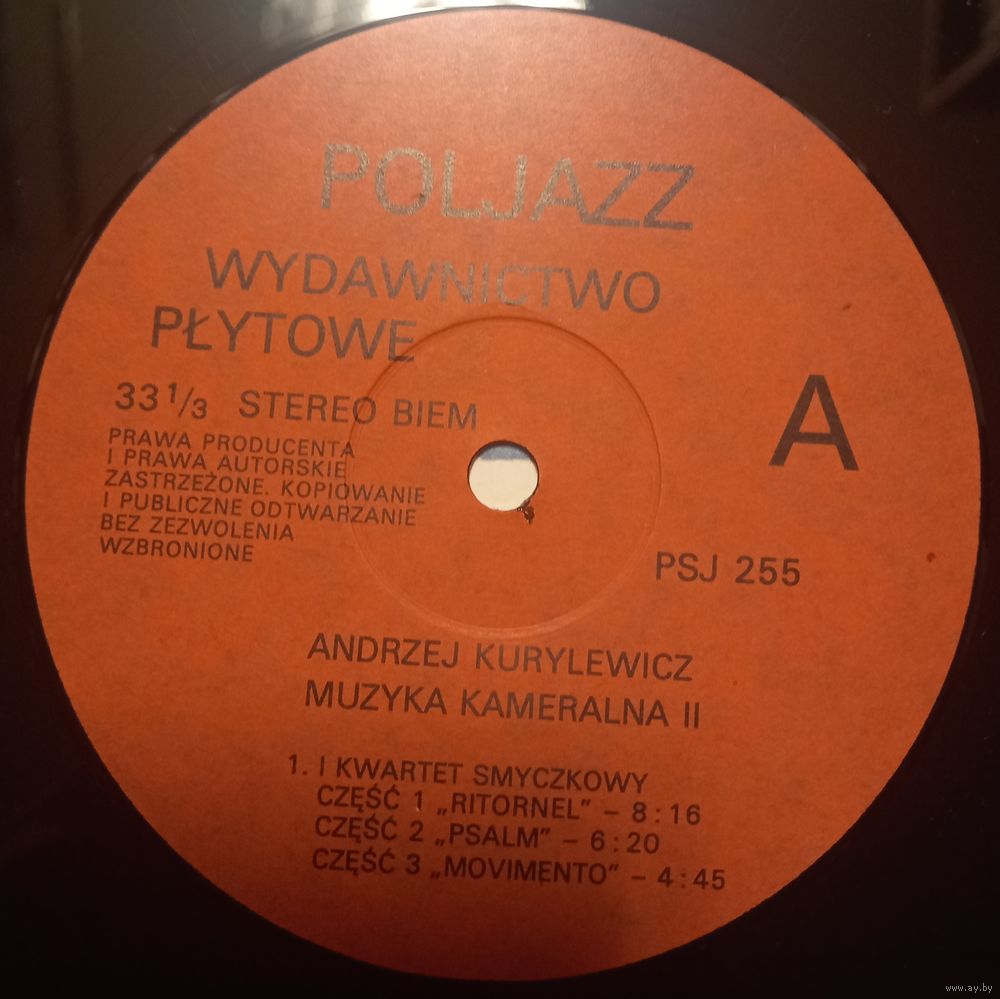 POLJAZZ
WYDAWNICTWO
PŁYTOWE
33 1/3 STEREO BIEM
PRAWA PRODUCENTA
I PRAWA AUTORSKIE
ZASTRZEŻONE. KOPIOWANIE
I PUBLICZNE ODTWARZANIE
BEZ ZEZWOLENIA
WZBRONIONE
A
PSJ 255
ANDRZEJ KURYLEWICZ
MUZYKA KAMERALNA II
1. I KWARTET SMYCZKOWY
CZĘŚĆ 1 „RITORNEL" – 8 : 16
CZĘŚĆ 2 „PSALM" – 6 : 20
CZĘŚĆ 3 „MOVIMENTO" – 4 : 45
www.ay.by